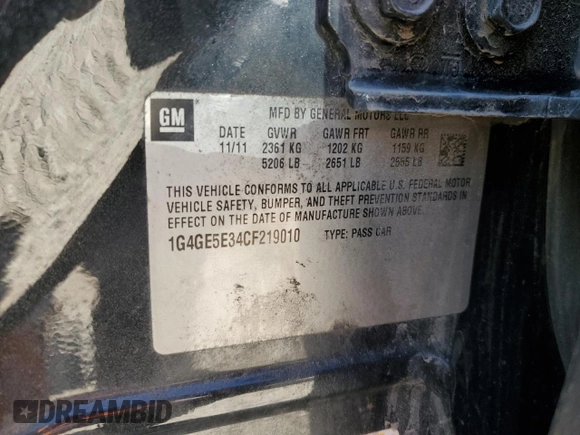 GM
MFD BY GENERAL MOTORS LLC
DATE GVWR GAWR FRT GAWR RR
11/11 2361 KG 1202 KG 1159 KG
5206 LB 2651 LB 2555 LB
THIS VEHICLE CONFORMS TO ALL APPLICABLE U.S. FEDERAL MOTOR
VEHICLE SAFETY, BUMPER, AND THEFT PREVENTION STANDARDS IN
EFFECT ON THE DATE OF MANUFACTURE SHOWN ABOVE.
1G4GE5E34CF219010 TYPE: PASS CAR
DREAMBID